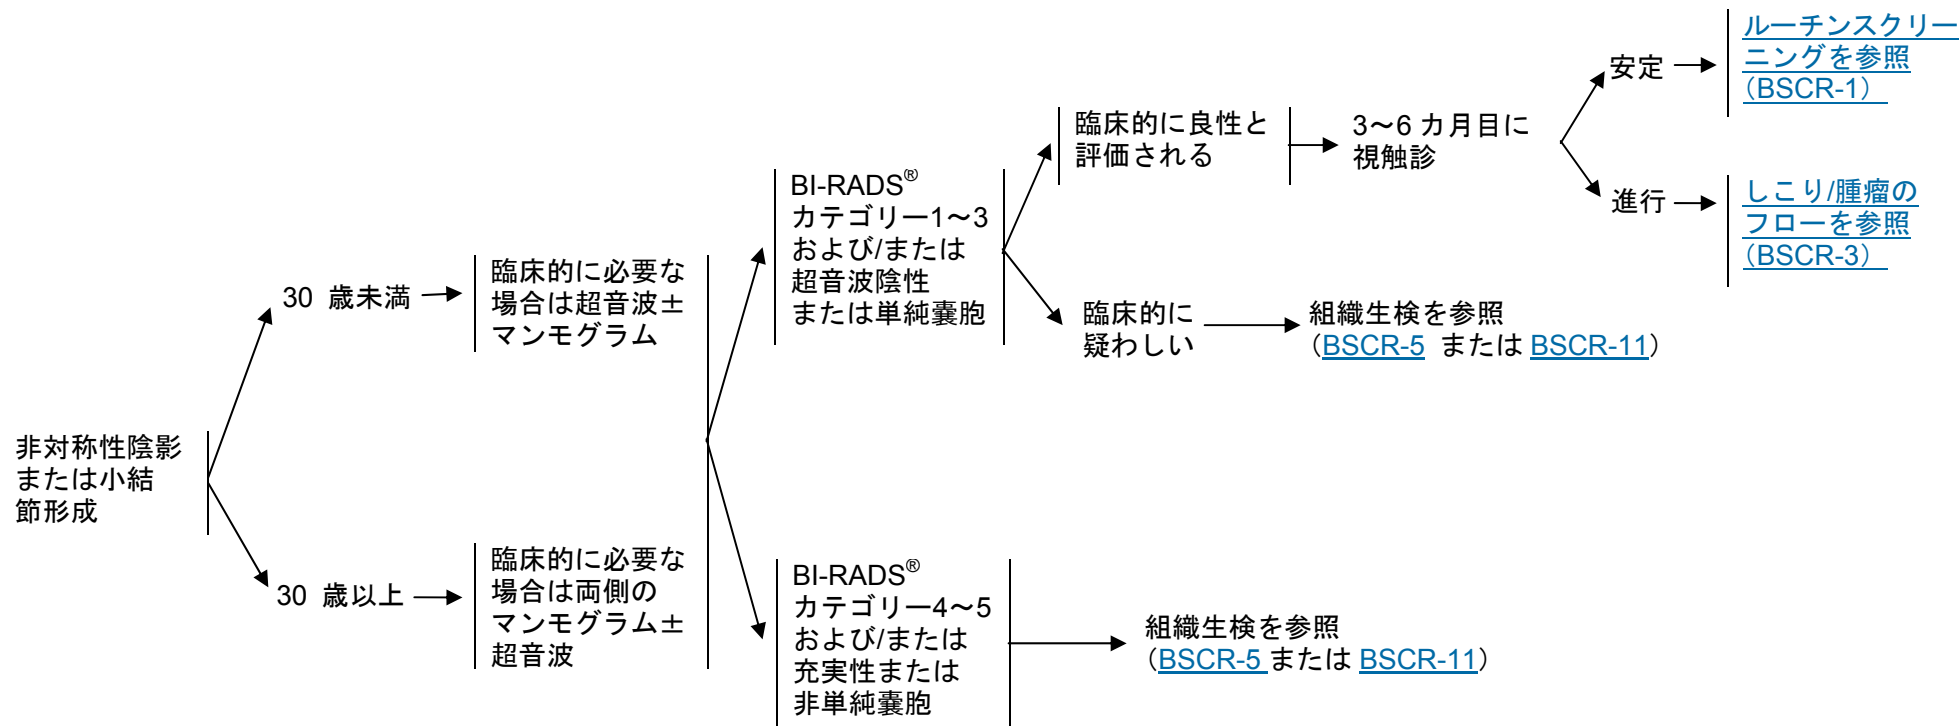 非対称性陰影
または小結
節形成
30 歳未満
臨床的に必要な
場合は超音波±
マンモグラム
30 歳以上
臨床的に必要な
場合は両側の
マンモグラム±
超音波
BI-RADS®
カテゴリー1～3
および/または
超音波陰性
または単純嚢胞
臨床的に良性と
評価される
3～6 カ月目に
視触診
安定
ルーチンスクリー
ニングを参照
（BSCR-1）
進行
しこり/腫瘤の
フローを参照
（BSCR-3）
臨床的に
疑わしい
組織生検を参照
（BSCR-5 または BSCR-11）
BI-RADS®
カテゴリー4～5
および/または
充実性または
非単純嚢胞
組織生検を参照
（BSCR-5 または BSCR-11）